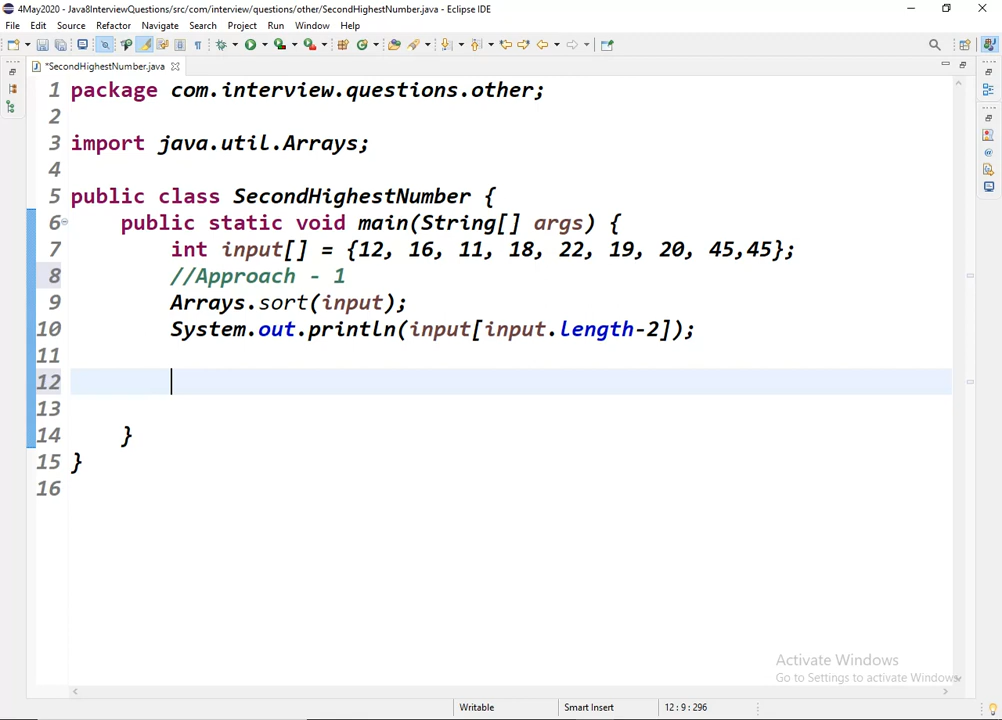 4May2020 - Java8InterviewQuestions/src/com/interview/questions/other/SecondHighestNumber.java - Eclipse IDE
File Edit Source Refactor Navigate Search Project Run Window Help
*SecondHighestNumber.java
1 package com.interview.questions.other;
2
3 import java.util.Arrays;
4
5 public class SecondHighestNumber {
6 public static void main(String[] args) {
7 int input[] = {12, 16, 11, 18, 22, 19, 20, 45,45};
8 //Approach - 1
9 Arrays.sort(input);
10 System.out.println(input[input.length-2]);
11
12
13
14 }
15 }
16
Activate Windows
Go to Settings to activate Windows.
Writable Smart Insert 12 : 9 : 296